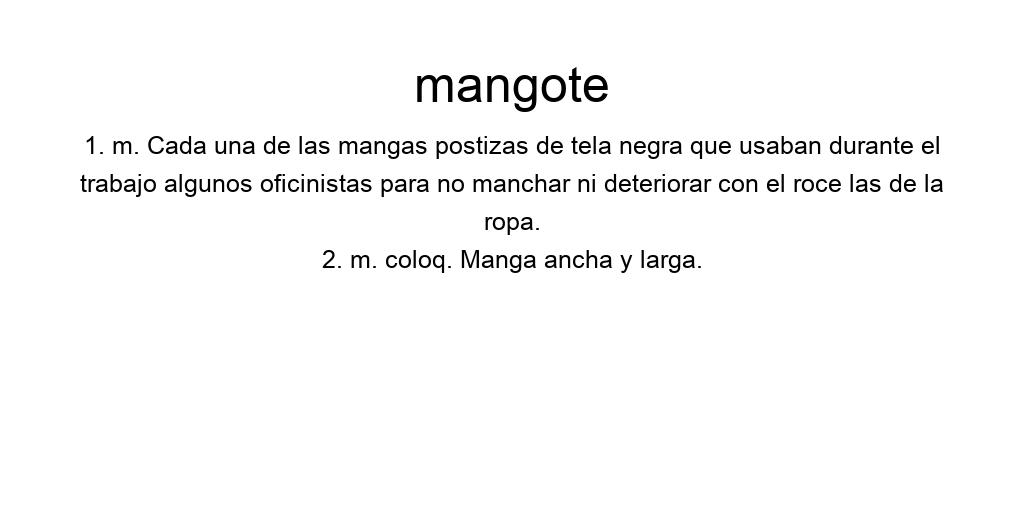 mangote
1. m. Cada una de las mangas postizas de tela negra que usaban durante el
trabajo algunos oficinistas para no manchar ni deteriorar con el roce las de la
ropa.
2. m. coloq. Manga ancha y larga.